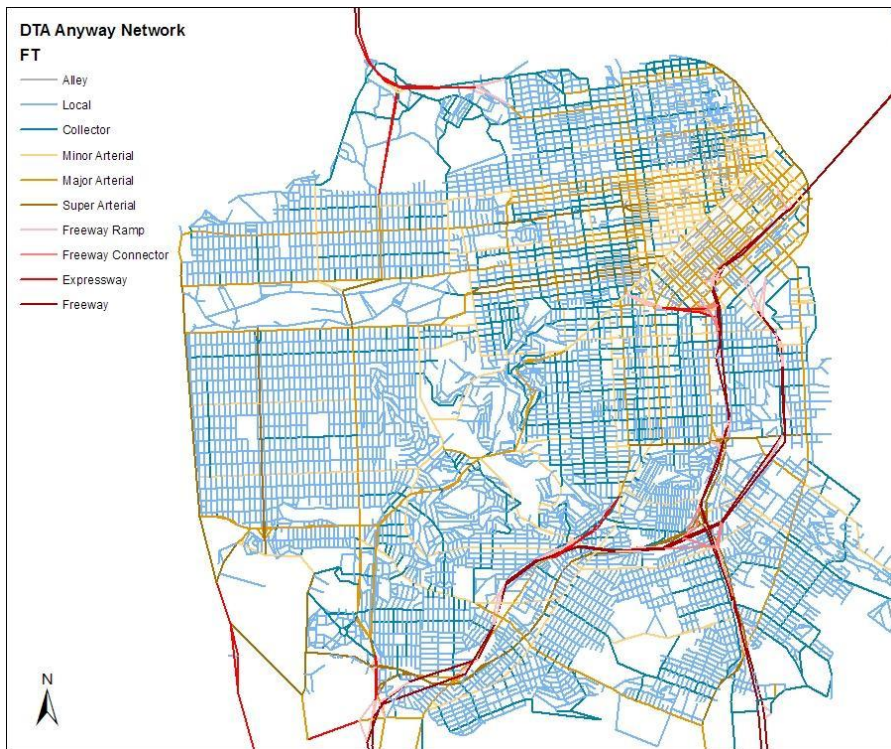 DTA Anyway Network
FT
Alley
Local
Collector
Minor Arterial
Major Arterial
Super Arterial
Freeway Ramp
Freeway Connector
Expressway
Freeway
N